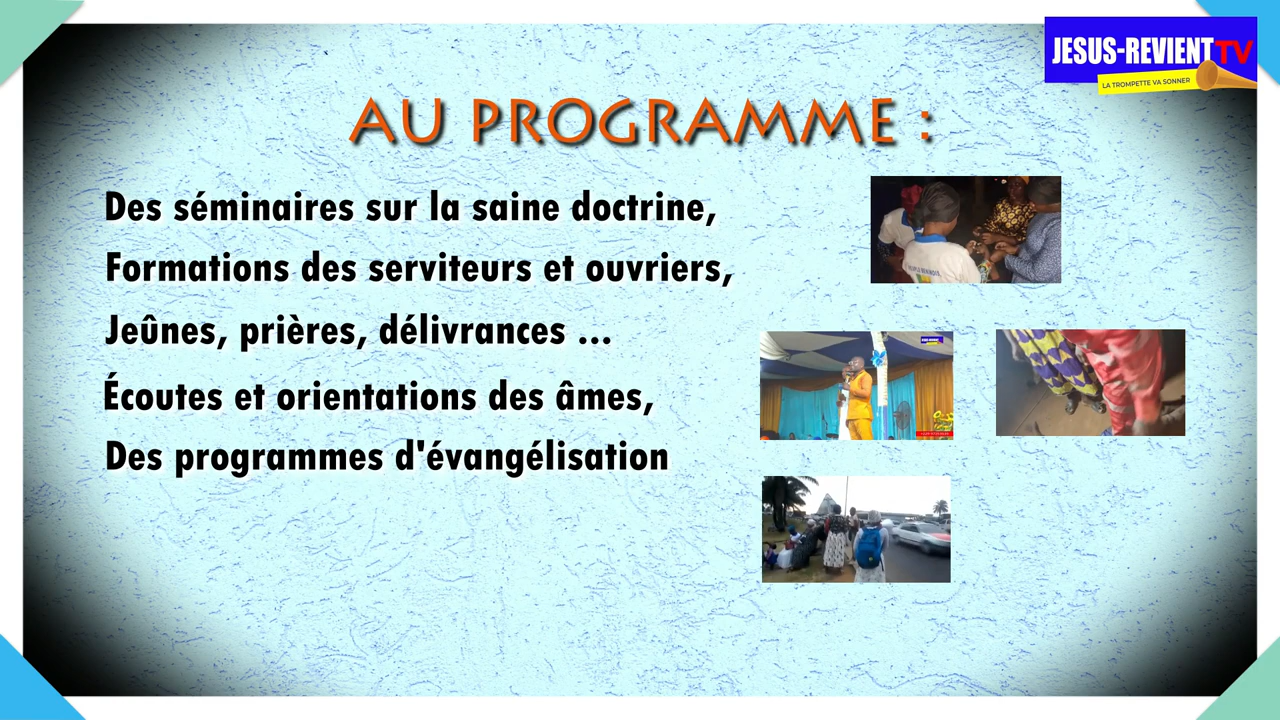 JESUS-REVIENT TV
LA TROMPETTE VA SONNER
AU PROGRAMME :
Des séminaires sur la saine doctrine,
Formations des serviteurs et ouvriers,
Jeûnes, prières, délivrances ...
Écoutes et orientations des âmes,
Des programmes d'évangélisation